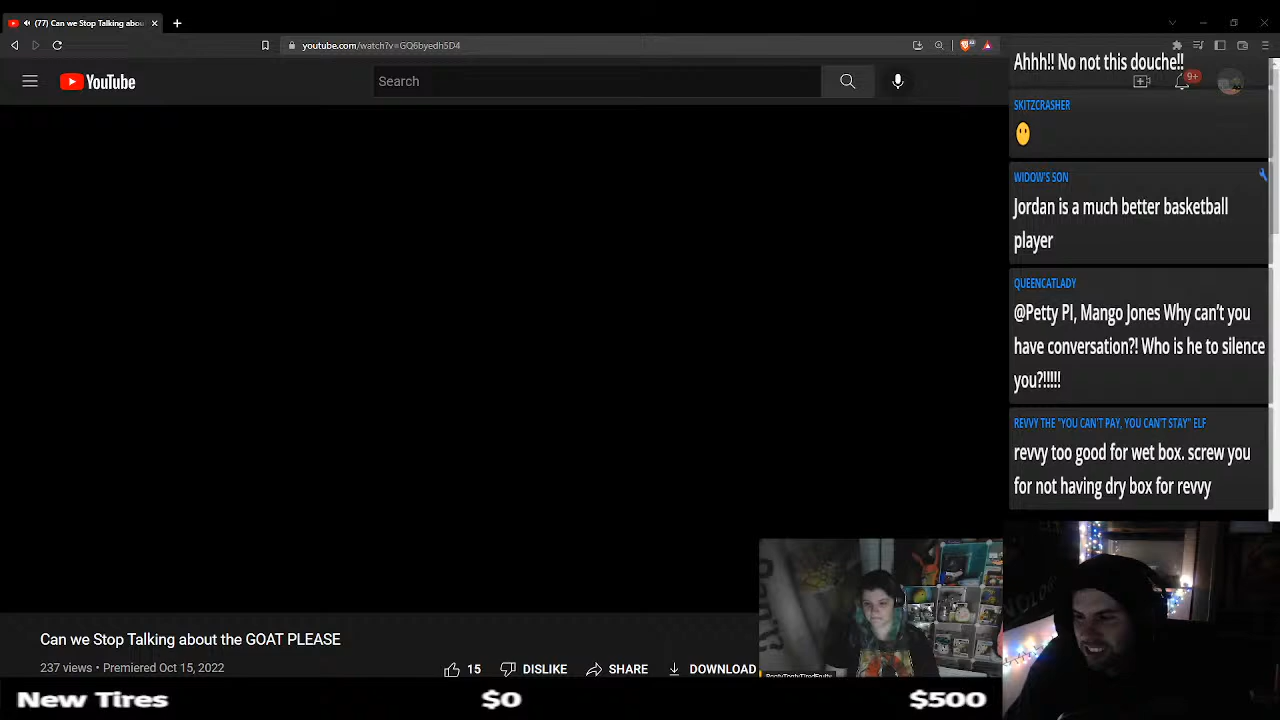 (77) Can we Stop Talking abou
youtube.com/watch?v=GQ6byedh5D4
YouTube
Search
9+
Ahhh!! No not this douche!!
SKITZCRASHER
WIDOW'S SON
Jordan is a much better basketball
player
QUEENCATLADY
@Petty PI, Mango Jones Why can't you
have conversation?! Who is he to silence
you?!!!!!
REVVY THE "YOU CAN'T PAY, YOU CAN'T STAY" ELF
revvy too good for wet box. screw you
for not having dry box for revvy
Can we Stop Talking about the GOAT PLEASE
237 views • Premiered Oct 15, 2022
15
DISLIKE
SHARE
DOWNLOAD
New Tires
$0
$500